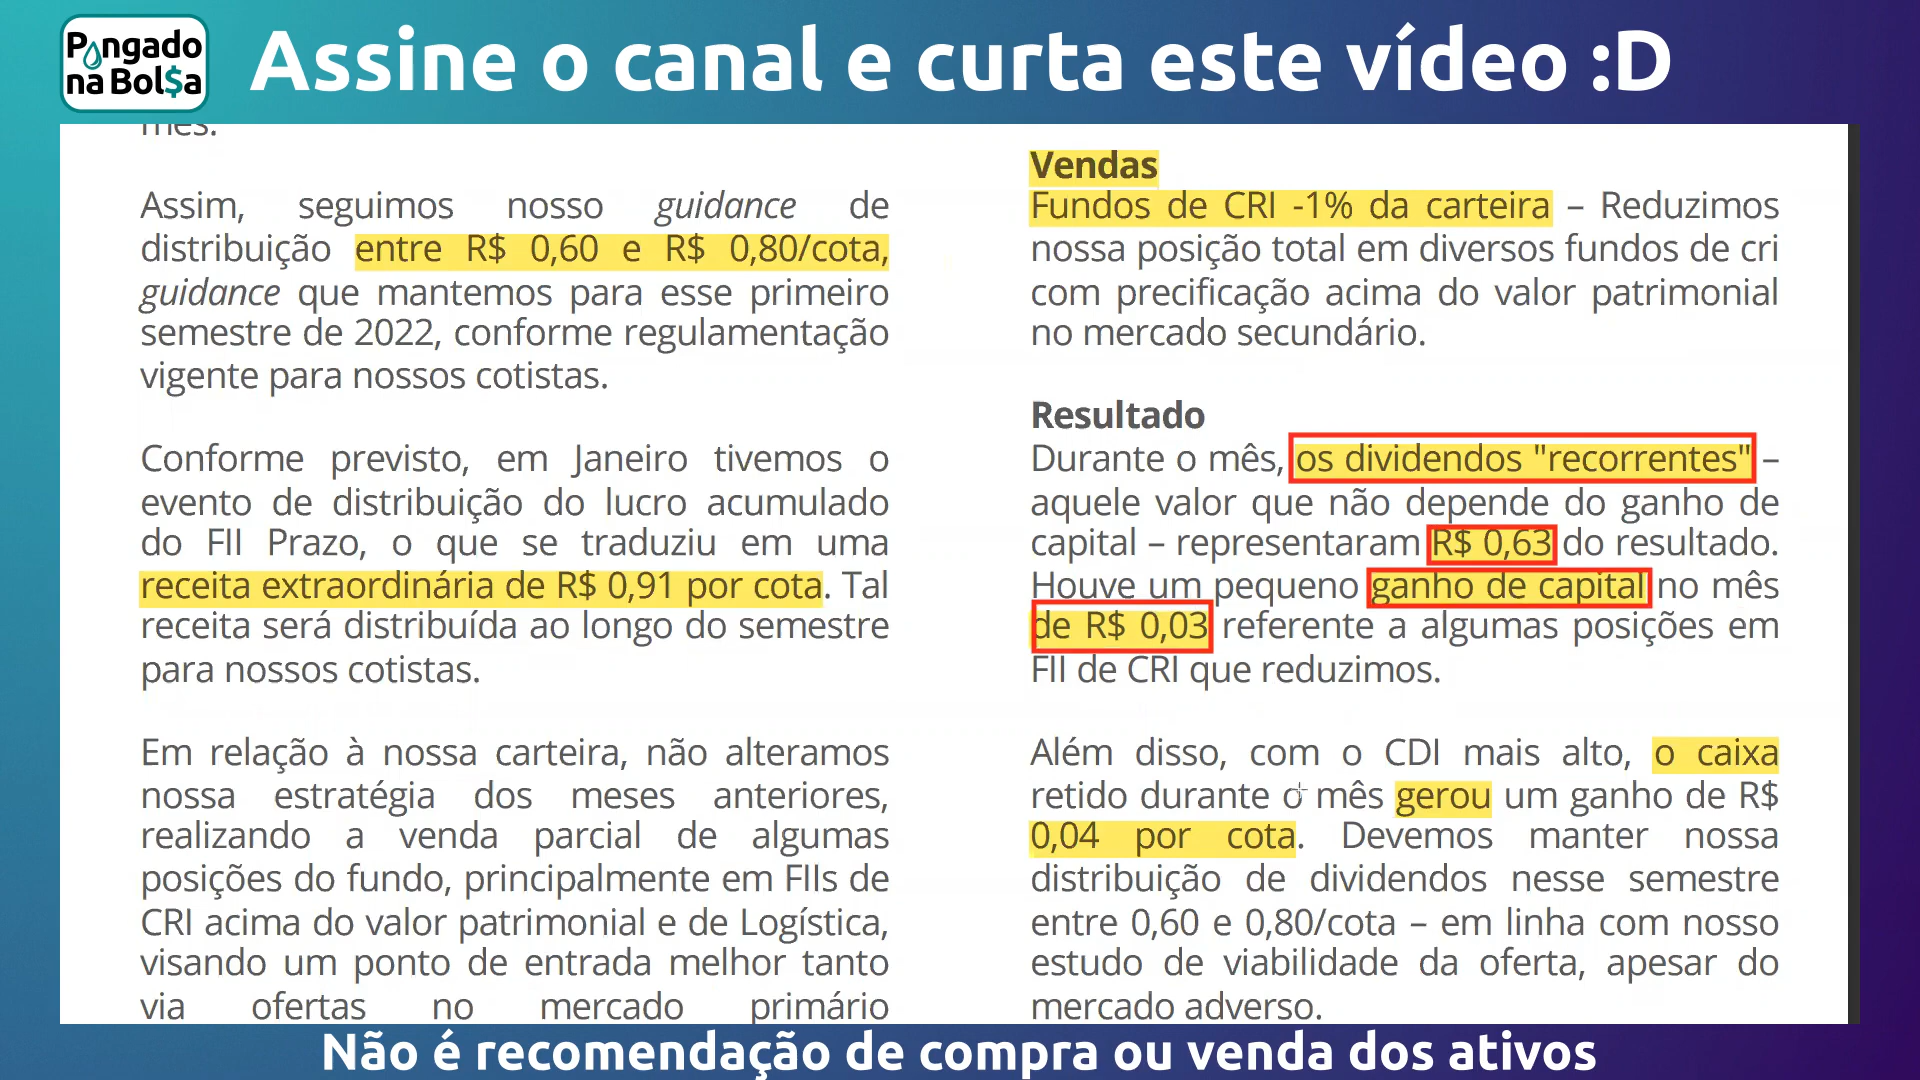 Pingado
na Bol$a
Assine o canal e curta este vídeo :D
mês.
Assim, seguimos nosso guidance de
distribuição entre R$ 0,60 e R$ 0,80/cota,
guidance que mantemos para esse primeiro
semestre de 2022, conforme regulamentação
vigente para nossos cotistas.
Conforme previsto, em Janeiro tivemos o
evento de distribuição do lucro acumulado
do FII Prazo, o que se traduziu em uma
receita extraordinária de R$ 0,91 por cota. Tal
receita será distribuída ao longo do semestre
para nossos cotistas.
Em relação à nossa carteira, não alteramos
nossa estratégia dos meses anteriores,
realizando a venda parcial de algumas
posições do fundo, principalmente em FIIs de
CRI acima do valor patrimonial e de Logística,
visando um ponto de entrada melhor tanto
via ofertas no mercado primário
Vendas
Fundos de CRI -1% da carteira – Reduzimos
nossa posição total em diversos fundos de cri
com precificação acima do valor patrimonial
no mercado secundário.
Resultado
Durante o mês, os dividendos "recorrentes" –
aquele valor que não depende do ganho de
capital – representaram R$ 0,63 do resultado.
Houve um pequeno ganho de capital no mês
de R$ 0,03 referente a algumas posições em
FII de CRI que reduzimos.
Além disso, com o CDI mais alto, o caixa
retido durante o mês gerou um ganho de R$
0,04 por cota. Devemos manter nossa
distribuição de dividendos nesse semestre
entre 0,60 e 0,80/cota – em linha com nosso
estudo de viabilidade da oferta, apesar do
mercado adverso.
Não é recomendação de compra ou venda dos ativos